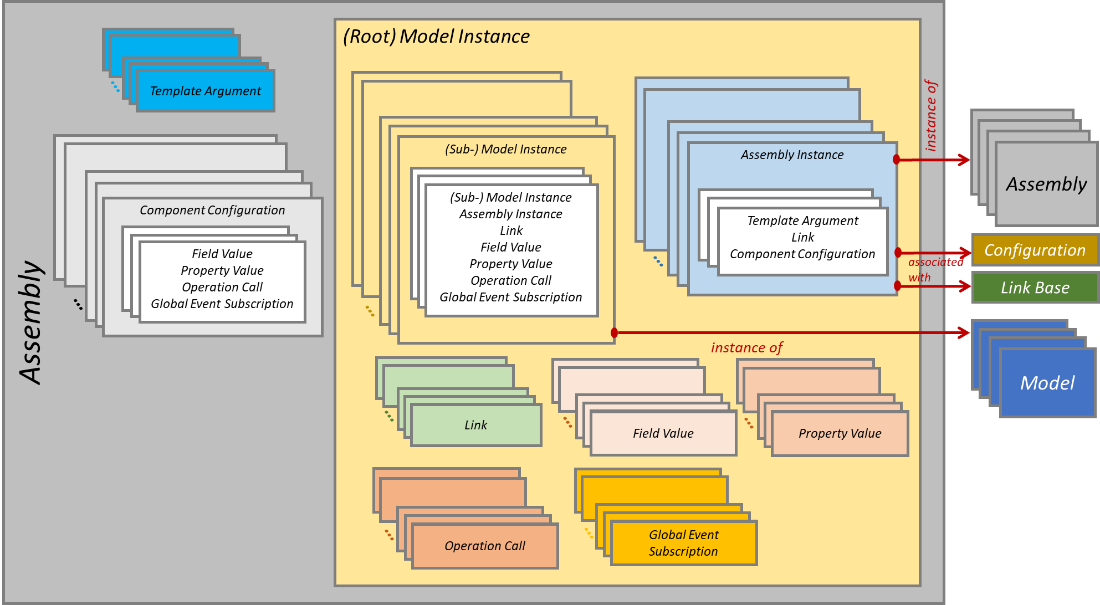 (Root) Model Instance
Template Argument
Component Configuration
Field Value
Property Value
Operation Call
Global Event Subscription
Assembly
(Sub-) Model Instance
(Sub-) Model Instance
Assembly Instance
Link
Field Value
Property Value
Operation Call
Global Event Subscription
Assembly Instance
Template Argument
Link
Component Configuration
instance of
associated
with
instance of
Link
Field Value
Property Value
Operation Call
Global Event
Subscription
Assembly
Configuration
Link Base
Model